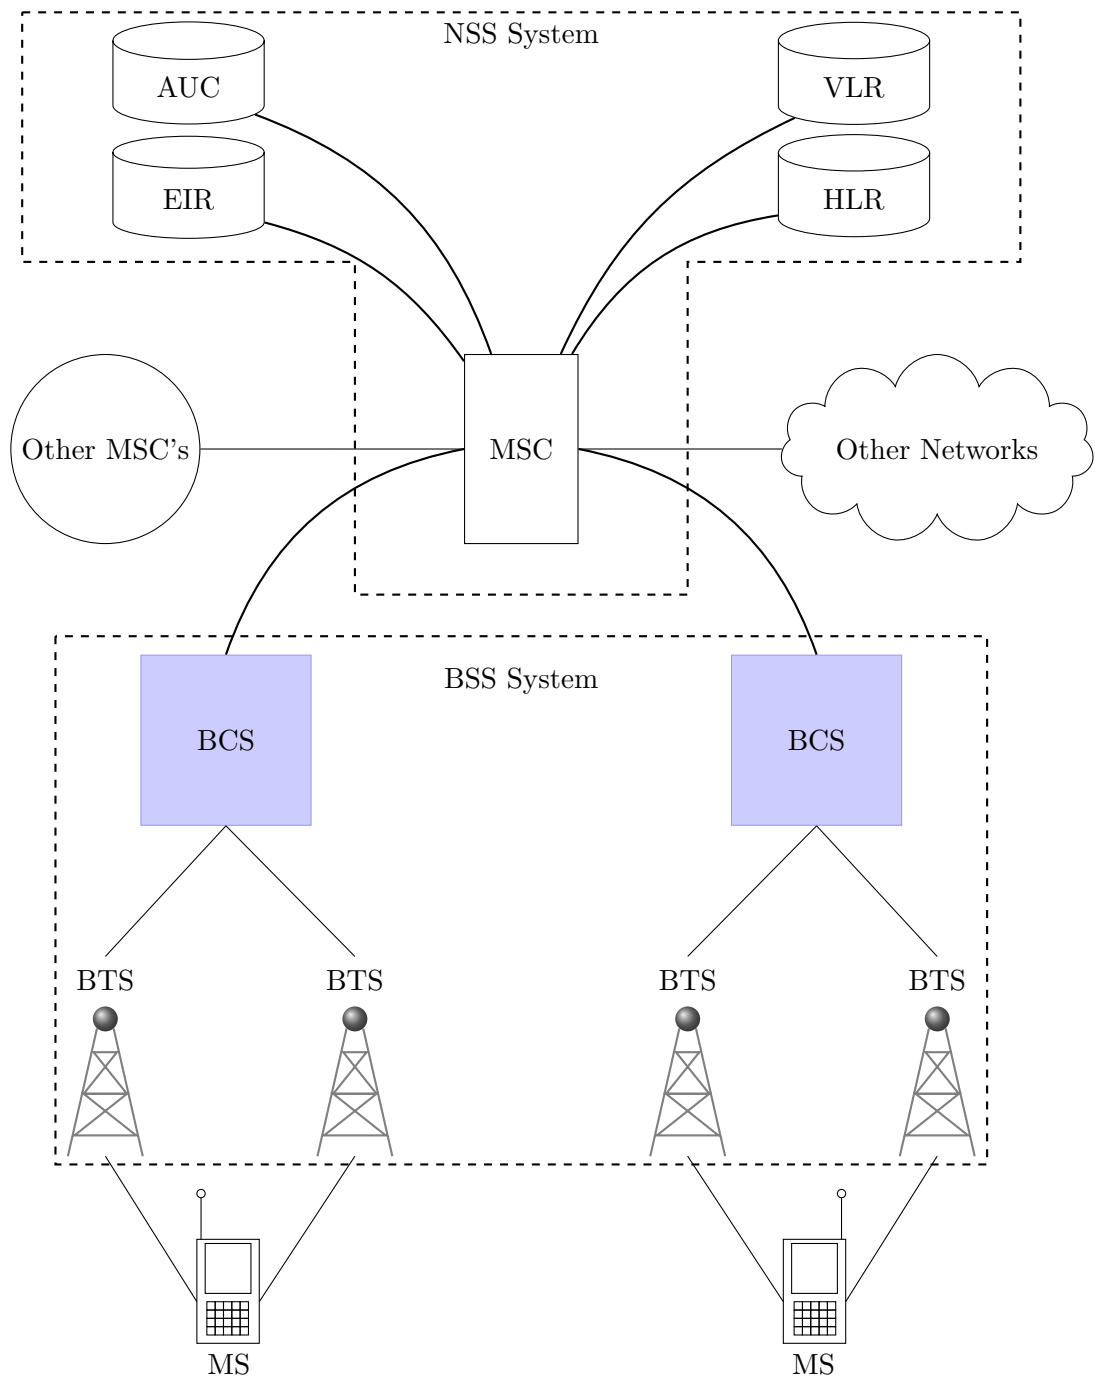 NSS System
AUC
VLR
EIR
HLR
Other MSC's
MSC
Other Networks
BSS System
BCS
BCS
BTS
BTS
BTS
BTS
MS
MS